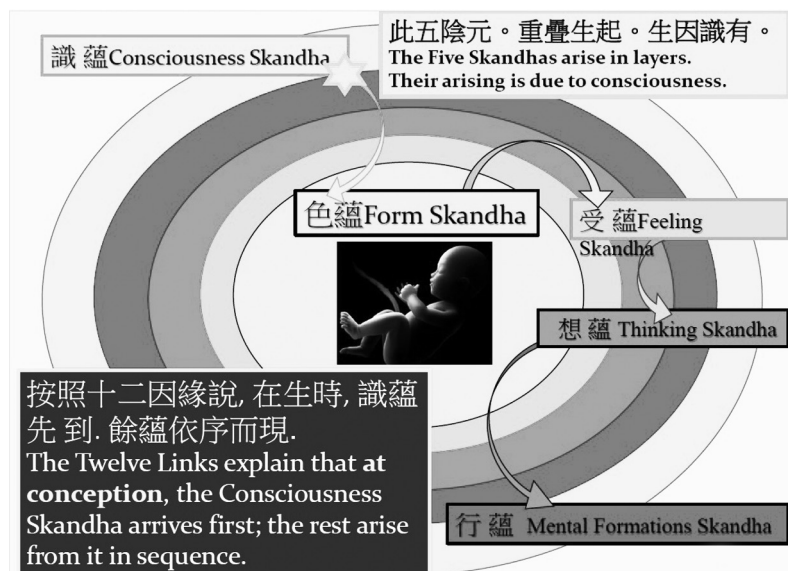 識 蘊Consciousness Skandha
此五陰元。重疊生起。生因識有。
The Five Skandhas arise in layers.
Their arising is due to consciousness.
色蘊Form Skandha
受 蘊Feeling
Skandha
想 蘊 Thinking Skandha
按照十二因緣說, 在生時, 識蘊
先 到. 餘蘊依序而現.
The Twelve Links explain that at
conception, the Consciousness
Skandha arrives first; the rest arise
from it in sequence.
行 蘊 Mental Formations Skandha